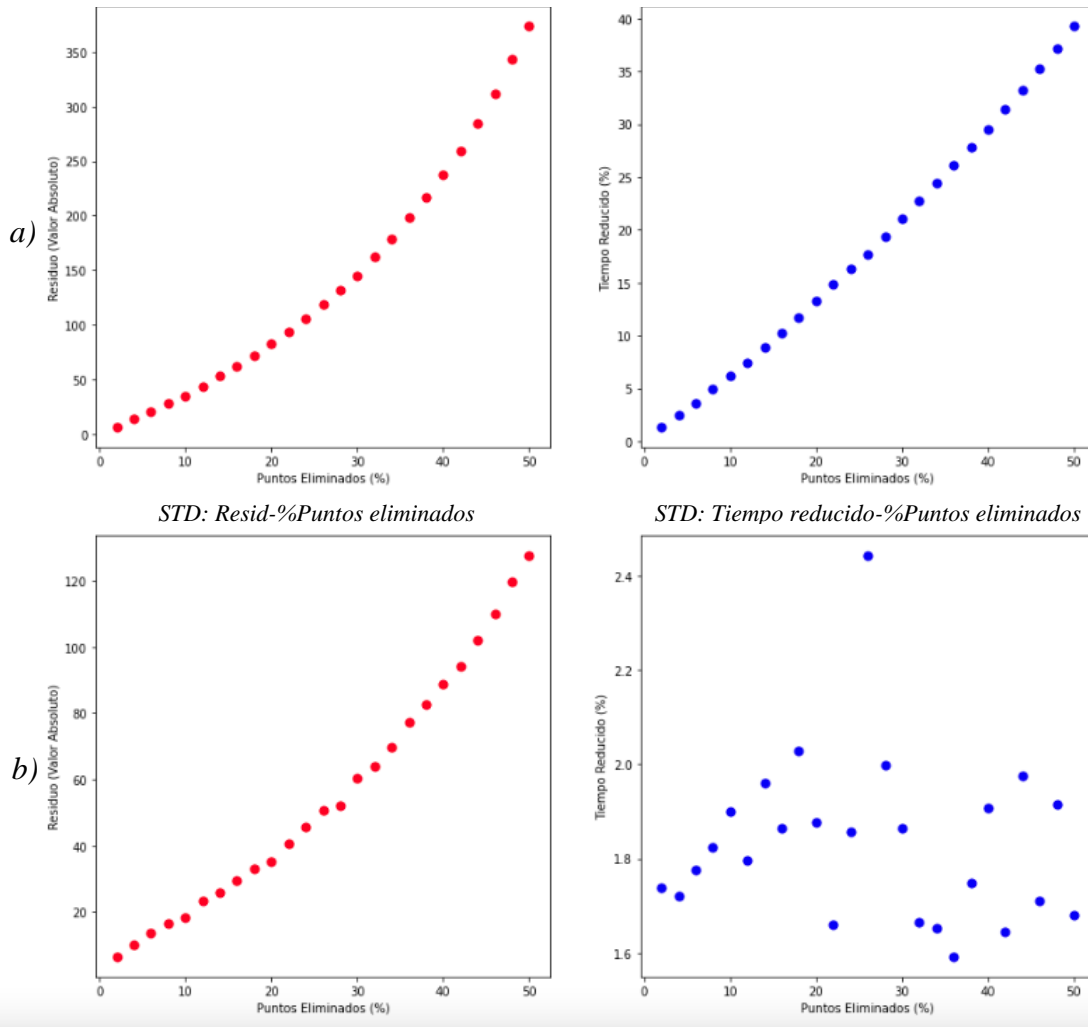 a)
Residuo (Valor Absoluto)
350
300
250
200
150
100
50
0
0 10 20 30 40 50
Puntos Eliminados (%)
Tiempo Reducido (%)
40
35
30
25
20
15
10
5
0
0 10 20 30 40 50
Puntos Eliminados (%)
STD: Resid-%Puntos eliminados
STD: Tiempo reducido-%Puntos eliminados
b)
Residuo (Valor Absoluto)
120
100
80
60
40
20
0 10 20 30 40 50
Puntos Eliminados (%)
Tiempo Reducido (%)
2.4
2.2
2.0
1.8
1.6
0 10 20 30 40 50
Puntos Eliminados (%)